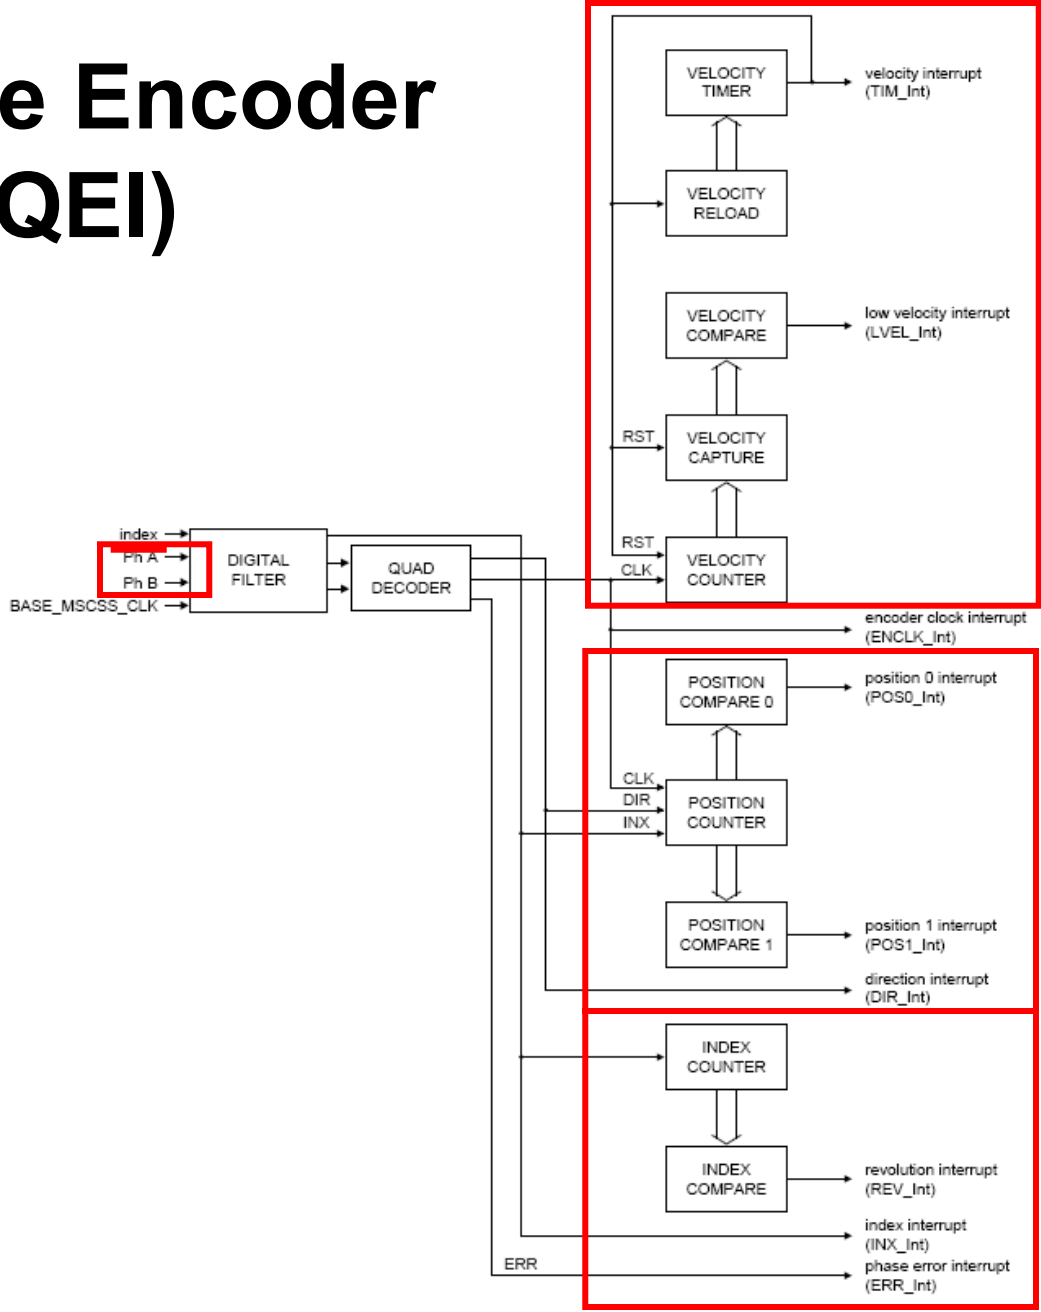 e Encoder
QEI)
VELOCITY
TIMER
velocity interrupt
(TIM_Int)
VELOCITY
RELOAD
VELOCITY
COMPARE
low velocity interrupt
(LVEL_Int)
RST
VELOCITY
CAPTURE
RST
CLK
VELOCITY
COUNTER
index
Ph A
Ph B
BASE_MSCSS_CLK
DIGITAL
FILTER
QUAD
DECODER
encoder clock interrupt
(ENCLK_Int)
POSITION
COMPARE 0
position 0 interrupt
(POS0_Int)
CLK
DIR
INX
POSITION
COUNTER
POSITION
COMPARE 1
position 1 interrupt
(POS1_Int)
direction interrupt
(DIR_Int)
INDEX
COUNTER
INDEX
COMPARE
revolution interrupt
(REV_Int)
index interrupt
(INX_Int)
ERR
phase error interrupt
(ERR_Int)